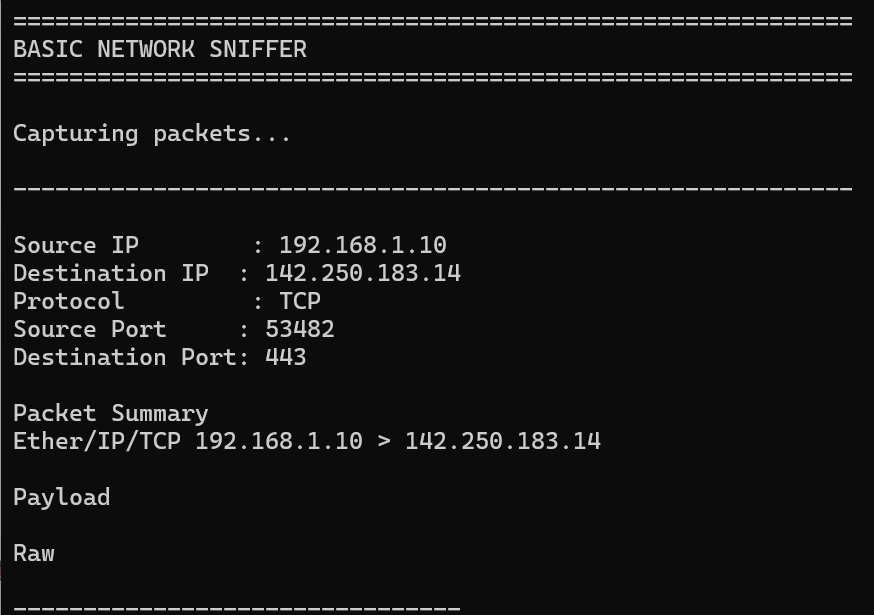 ============================================================
BASIC NETWORK SNIFFER
============================================================
Capturing packets...
------------------------------------------------------------
Source IP        : 192.168.1.10
Destination IP  : 142.250.183.14
Protocol         : TCP
Source Port     : 53482
Destination Port: 443
Packet Summary
Ether/IP/TCP 192.168.1.10 > 142.250.183.14
Payload
Raw
--------------------------------